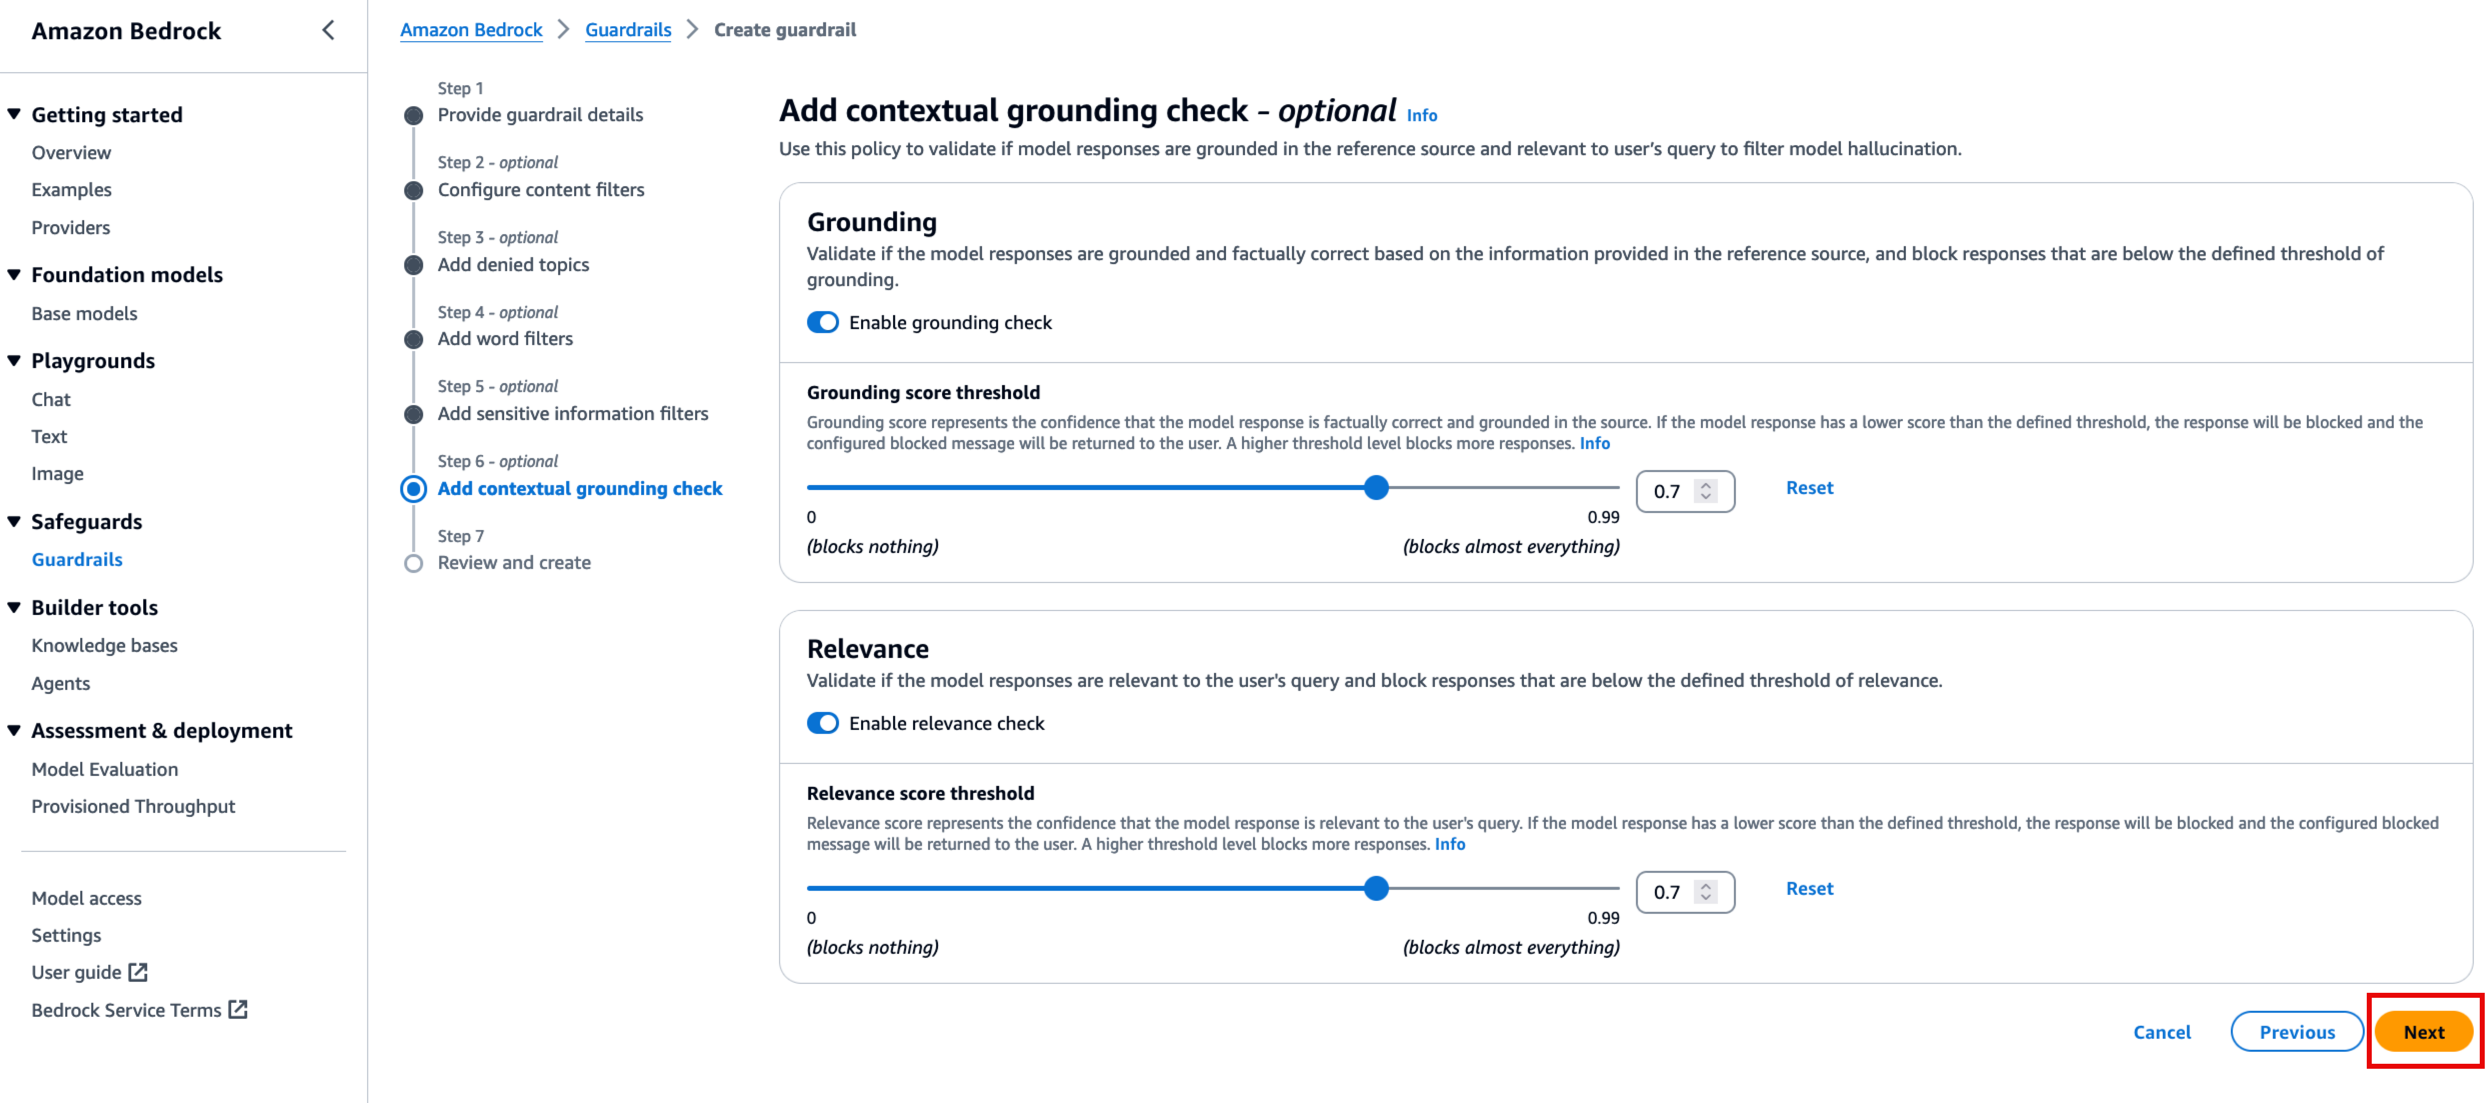 Amazon Bedrock
Getting started
Overview
Examples
Providers
Foundation models
Base models
Playgrounds
Chat
Text
Image
Safeguards
Guardrails
Builder tools
Knowledge bases
Agents
Assessment & deployment
Model Evaluation
Provisioned Throughput
Model access
Settings
User guide
Bedrock Service Terms
Amazon Bedrock > Guardrails > Create guardrail
Step 1
Provide guardrail details
Step 2 - optional
Configure content filters
Step 3 - optional
Add denied topics
Step 4 - optional
Add word filters
Step 5 - optional
Add sensitive information filters
Step 6 - optional
Add contextual grounding check
Step 7
Review and create
Add contextual grounding check - optional Info
Use this policy to validate if model responses are grounded in the reference source and relevant to user’s query to filter model hallucination.
Grounding
Validate if the model responses are grounded and factually correct based on the information provided in the reference source, and block responses that are below the defined threshold of
grounding.
Enable grounding check
Grounding score threshold
Grounding score represents the confidence that the model response is factually correct and grounded in the source. If the model response has a lower score than the defined threshold, the response will be blocked and the
configured blocked message will be returned to the user. A higher threshold level blocks more responses. Info
0.7 Reset
0 0.99
(blocks nothing) (blocks almost everything)
Relevance
Validate if the model responses are relevant to the user's query and block responses that are below the defined threshold of relevance.
Enable relevance check
Relevance score threshold
Relevance score represents the confidence that the model response is relevant to the user's query. If the model response has a lower score than the defined threshold, the response will be blocked and the configured blocked
message will be returned to the user. A higher threshold level blocks more responses. Info
0.7 Reset
0 0.99
(blocks nothing) (blocks almost everything)
Cancel Previous Next